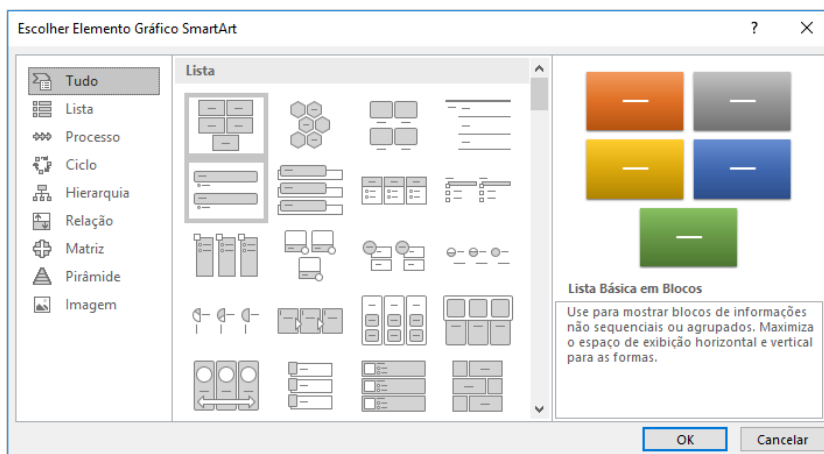 Escolher Elemento Gráfico SmartArt
?
Tudo
Lista
Processo
Ciclo
Hierarquia
Relação
Matriz
Pirâmide
Imagem
Lista
Lista Básica em Blocos
Use para mostrar blocos de informações
não sequenciais ou agrupados. Maximiza
o espaço de exibição horizontal e vertical
para as formas.
OK
Cancelar